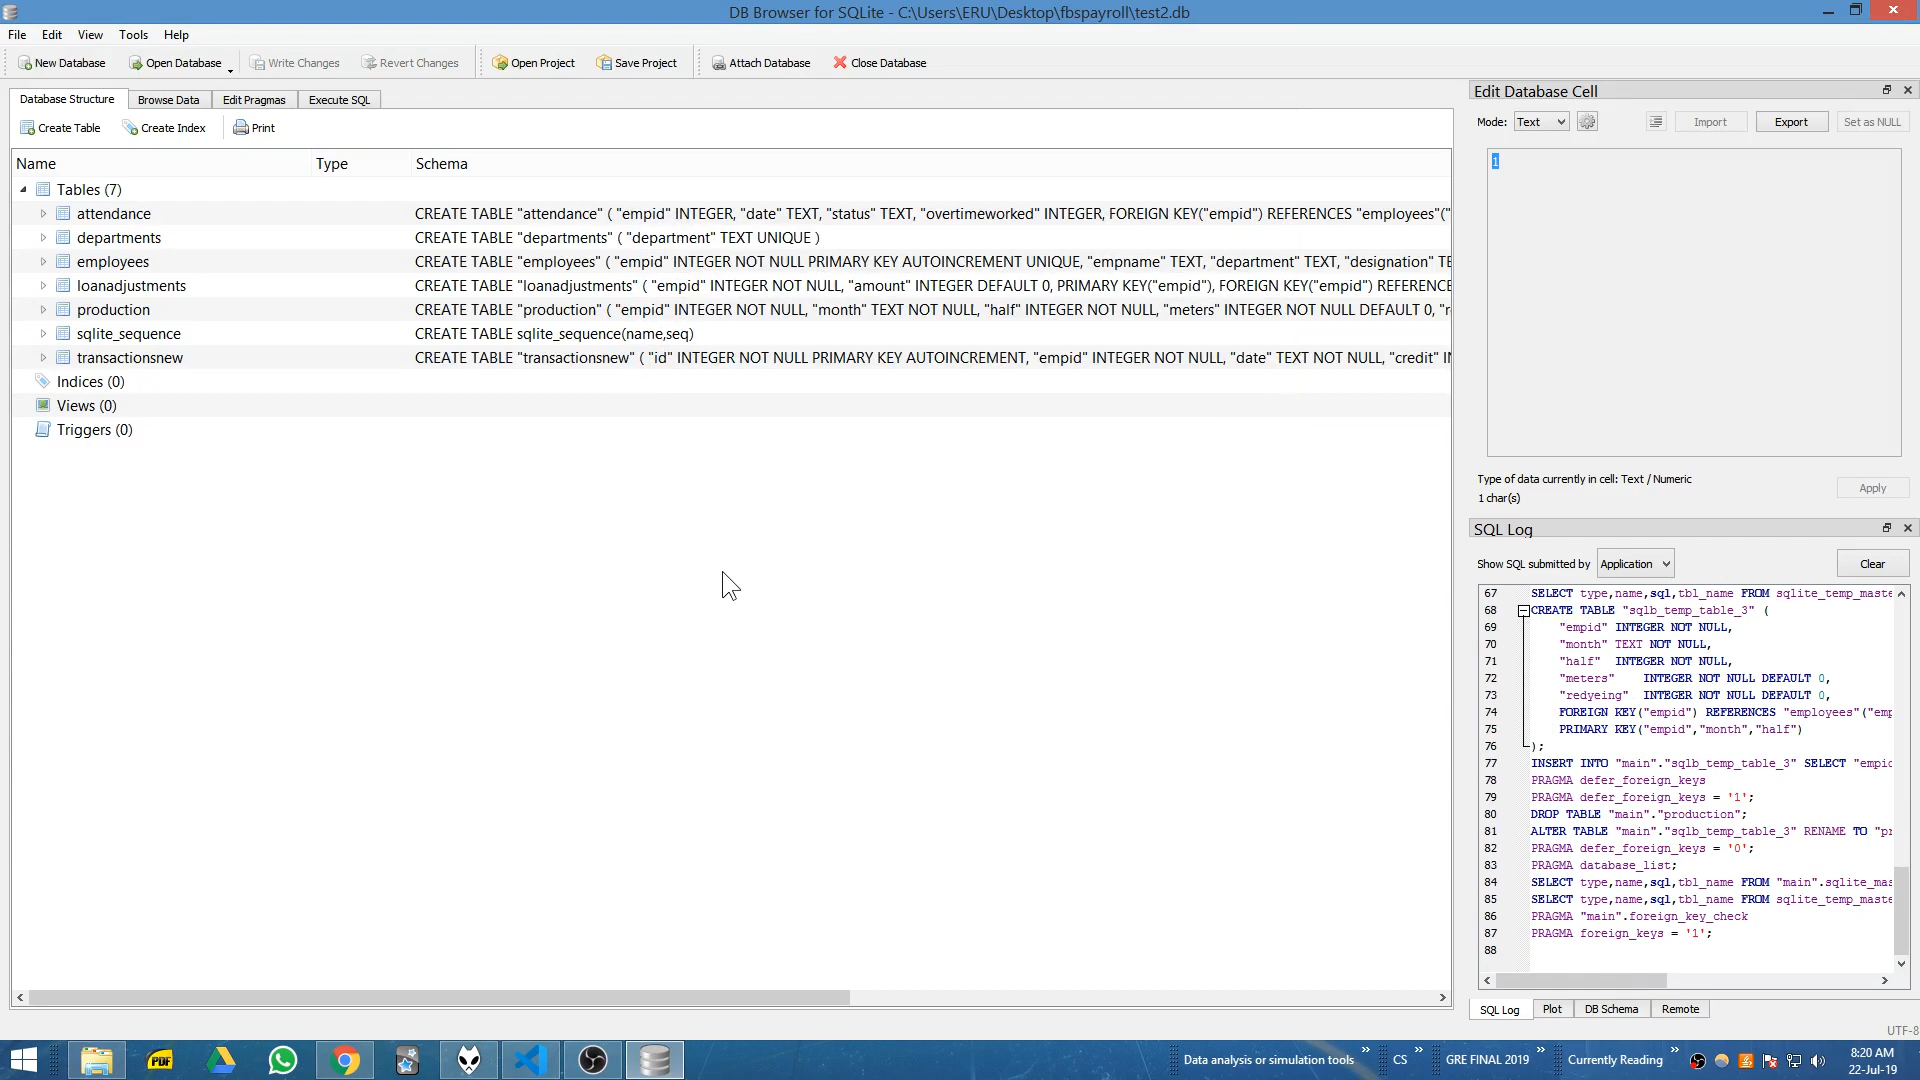 DB Browser for SQLite - C:\Users\ERU\Desktop\fbspayroll\test2.db
File Edit View Tools Help
New Database Open Database Write Changes Revert Changes Open Project Save Project Attach Database Close Database
Database Structure Browse Data Edit Pragmas Execute SQL
Create Table Create Index Print
Name Type Schema
Tables (7)
attendance CREATE TABLE "attendance" ( "empid" INTEGER, "date" TEXT, "status" TEXT, "overtimeworked" INTEGER, FOREIGN KEY("empid") REFERENCES "employees"("
departments CREATE TABLE "departments" ( "department" TEXT UNIQUE )
employees CREATE TABLE "employees" ( "empid" INTEGER NOT NULL PRIMARY KEY AUTOINCREMENT UNIQUE, "empname" TEXT, "department" TEXT, "designation" TE
loanadjustments CREATE TABLE "loanadjustments" ( "empid" INTEGER NOT NULL, "amount" INTEGER DEFAULT 0, PRIMARY KEY("empid"), FOREIGN KEY("empid") REFERENCE
production CREATE TABLE "production" ( "empid" INTEGER NOT NULL, "month" TEXT NOT NULL, "half" INTEGER NOT NULL, "meters" INTEGER NOT NULL DEFAULT 0, "r
sqlite_sequence CREATE TABLE sqlite_sequence(name,seq)
transactionsnew CREATE TABLE "transactionsnew" ( "id" INTEGER NOT NULL PRIMARY KEY AUTOINCREMENT, "empid" INTEGER NOT NULL, "date" TEXT NOT NULL, "credit" IN
Indices (0)
Views (0)
Triggers (0)
Edit Database Cell
Mode: Text Import Export Set as NULL
1
Type of data currently in cell: Text / Numeric
1 char(s)
Apply
SQL Log
Show SQL submitted by Application Clear
67 SELECT type,name,sql,tbl_name FROM sqlite_temp_maste
68 CREATE TABLE "sqlb_temp_table_3" (
69 "empid" INTEGER NOT NULL,
70 "month" TEXT NOT NULL,
71 "half" INTEGER NOT NULL,
72 "meters" INTEGER NOT NULL DEFAULT 0,
73 "redyeing" INTEGER NOT NULL DEFAULT 0,
74 FOREIGN KEY("empid") REFERENCES "employees"("emp
75 PRIMARY KEY("empid","month","half")
76 );
77 INSERT INTO "main"."sqlb_temp_table_3" SELECT "empid
78 PRAGMA defer_foreign_keys
79 PRAGMA defer_foreign_keys = '1';
80 DROP TABLE "main"."production";
81 ALTER TABLE "main"."sqlb_temp_table_3" RENAME TO "pr
82 PRAGMA defer_foreign_keys = '0';
83 PRAGMA database_list;
84 SELECT type,name,sql,tbl_name FROM "main".sqlite_mas
85 SELECT type,name,sql,tbl_name FROM sqlite_temp_maste
86 PRAGMA "main".foreign_key_check
87 PRAGMA foreign_keys = '1';
88
SQL Log Plot DB Schema Remote
UTF-8
PDF
Data analysis or simulation tools » CS » GRE FINAL 2019 » Currently Reading »
8:20 AM
22-Jul-19